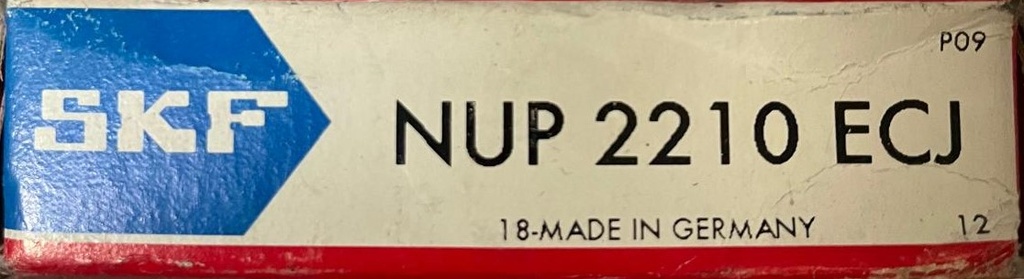 P09
SKF
NUP 2210 ECJ
18-MADE IN GERMANY
12